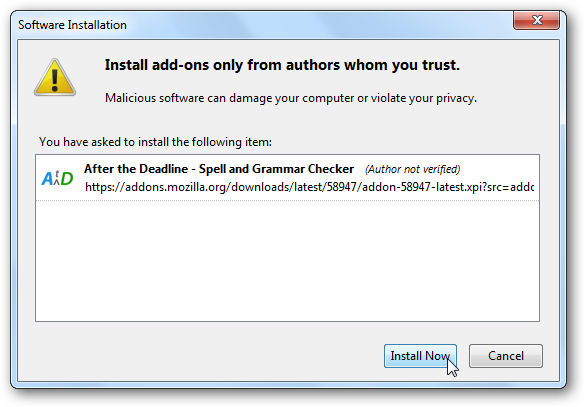 Software Installation
Install add-ons only from authors whom you trust.
Malicious software can damage your computer or violate your privacy.
You have asked to install the following item:
AtD After the Deadline - Spell and Grammar Checker (Author not verified)
https://addons.mozilla.org/downloads/latest/58947/addon-58947-latest.xpi?src=addo
Install Now Cancel